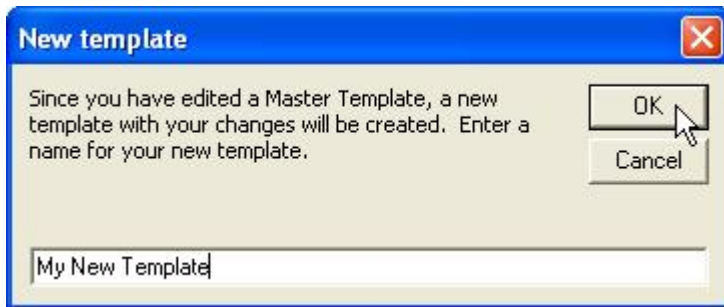 New template
Since you have edited a Master Template, a new
template with your changes will be created.  Enter a
name for your new template.
OK
Cancel
My New Template